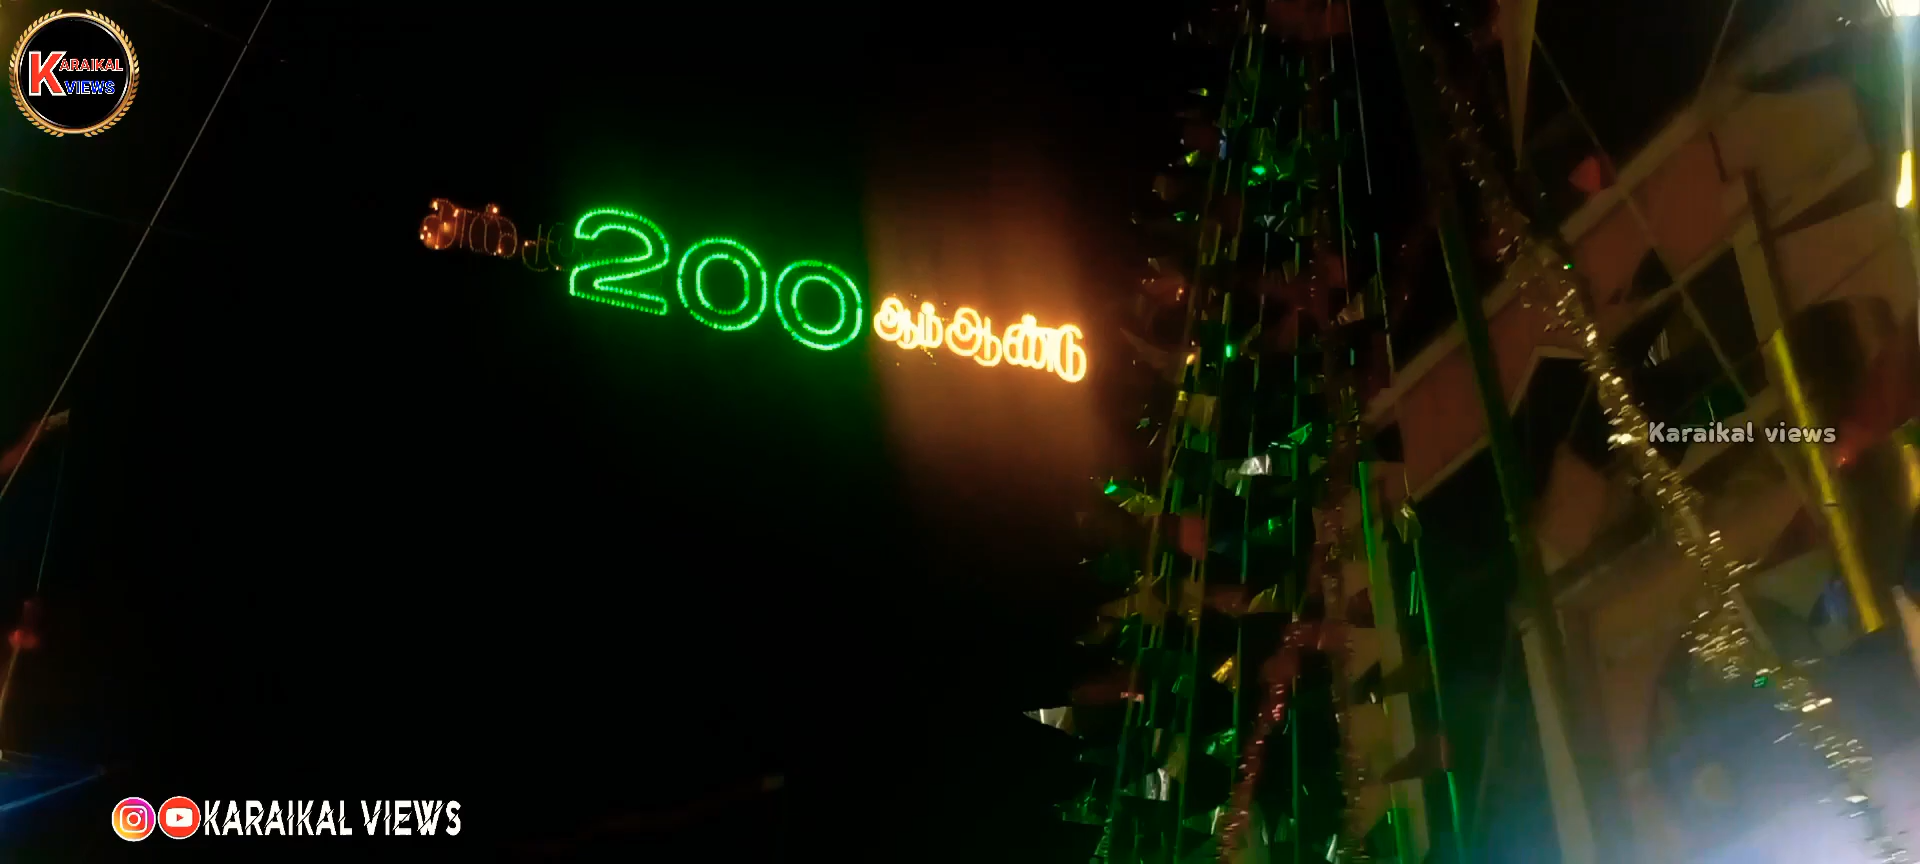 KARAIKAL
VIEWS
200 ஆம் ஆண்டு
Karaikal views
KARAIKAL VIEWS